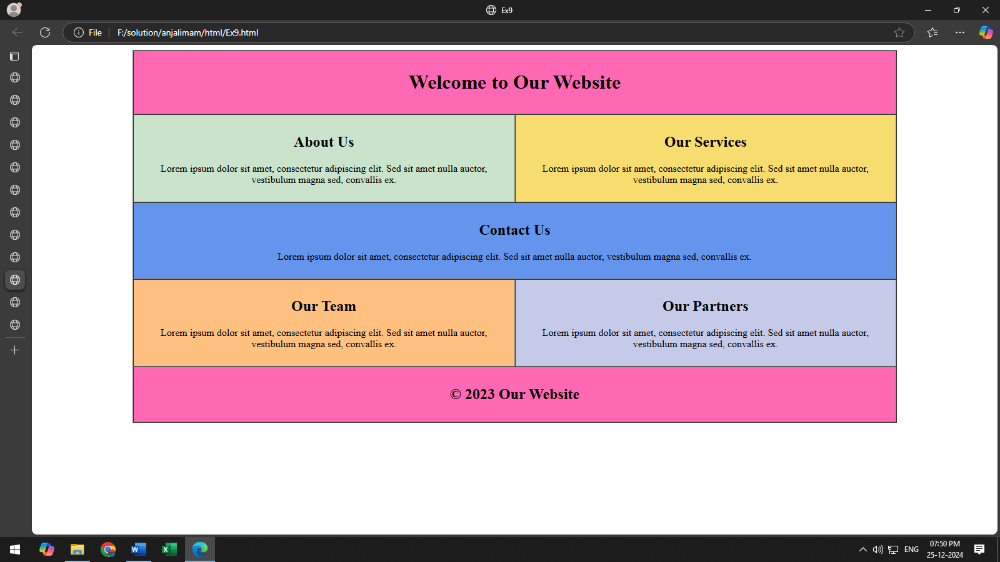 Ex9
File
F:/solution/anjalimam/html/Ex9.html
Welcome to Our Website
About Us
Lorem ipsum dolor sit amet, consectetur adipiscing elit. Sed sit amet nulla auctor,
vestibulum magna sed, convallis ex.
Our Services
Lorem ipsum dolor sit amet, consectetur adipiscing elit. Sed sit amet nulla auctor,
vestibulum magna sed, convallis ex.
Contact Us
Lorem ipsum dolor sit amet, consectetur adipiscing elit. Sed sit amet nulla auctor, vestibulum magna sed, convallis ex.
Our Team
Lorem ipsum dolor sit amet, consectetur adipiscing elit. Sed sit amet nulla auctor,
vestibulum magna sed, convallis ex.
Our Partners
Lorem ipsum dolor sit amet, consectetur adipiscing elit. Sed sit amet nulla auctor,
vestibulum magna sed, convallis ex.
© 2023 Our Website
ENG
07:50 PM
25-12-2024